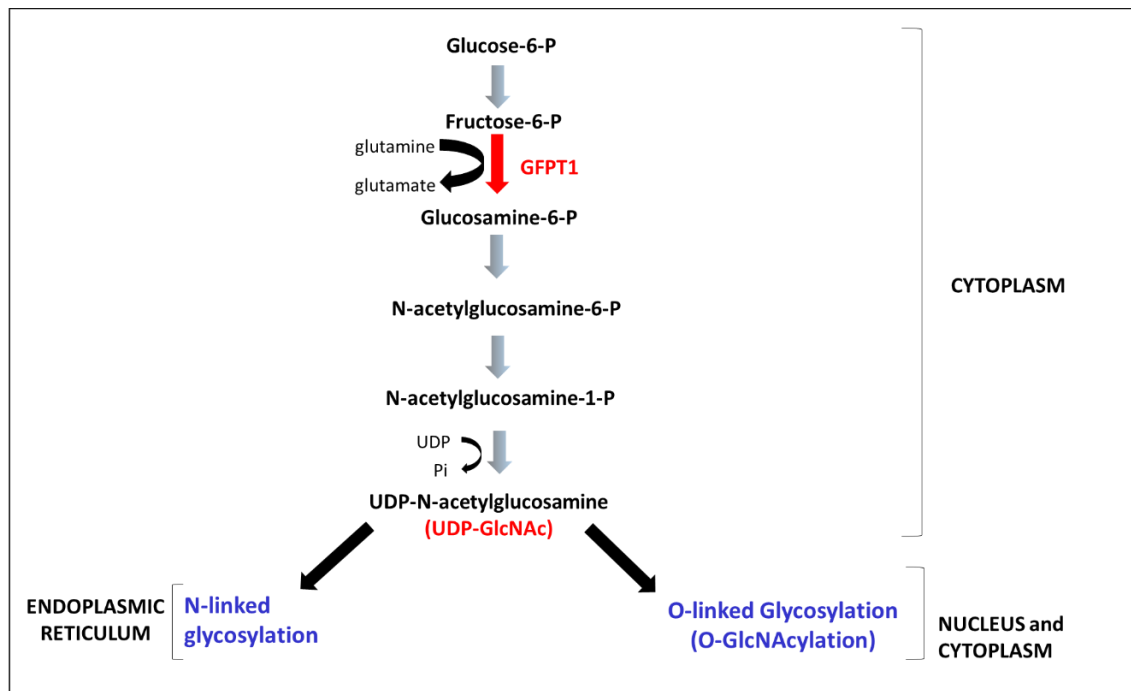 Glucose-6-P
Fructose-6-P
glutamine
GFPT1
glutamate
Glucosamine-6-P
CYTOPLASM
N-acetylglucosamine-6-P
N-acetylglucosamine-1-P
UDP
Pi
UDP-N-acetylglucosamine
(UDP-GlcNAc)
ENDOPLASMIC
RETICULUM
N-linked
glycosylation
O-linked Glycosylation
(O-GlcNAcylation)
NUCLEUS and
CYTOPLASM